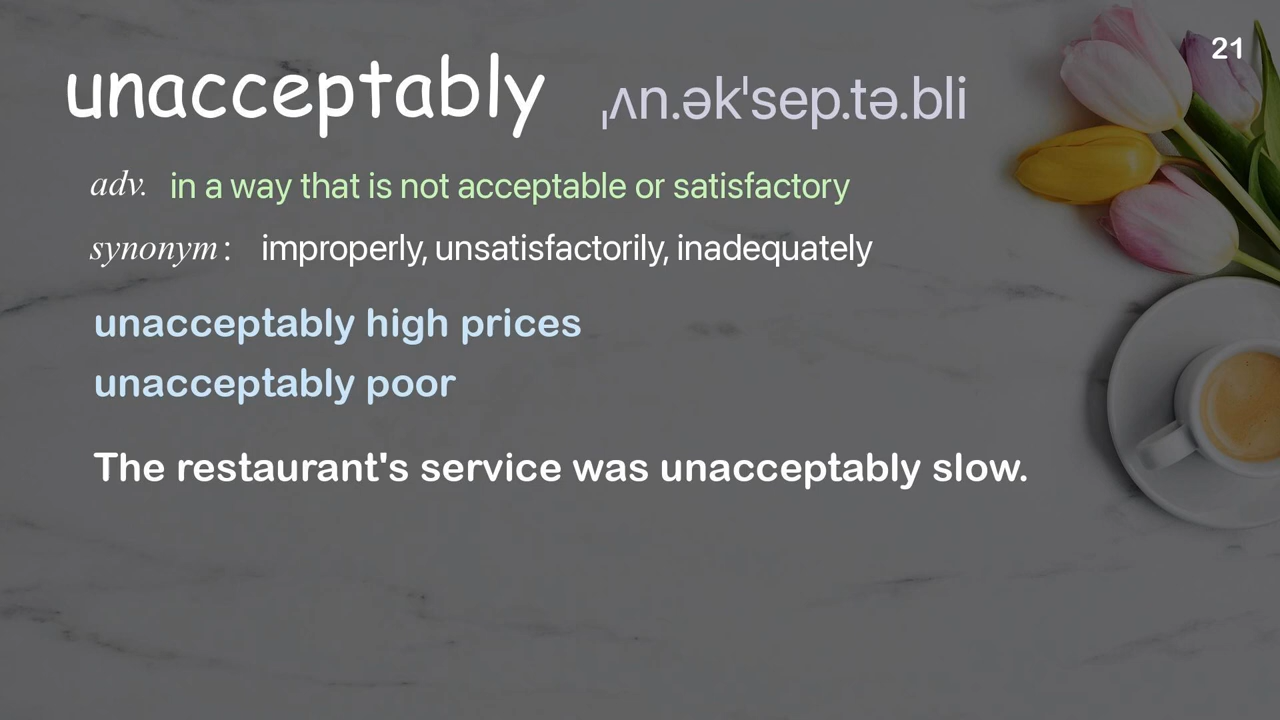 21
unacceptably ˌʌn.əkˈsep.tə.bli
adv. in a way that is not acceptable or satisfactory
synonym: improperly, unsatisfactorily, inadequately
unacceptably high prices
unacceptably poor
The restaurant's service was unacceptably slow.